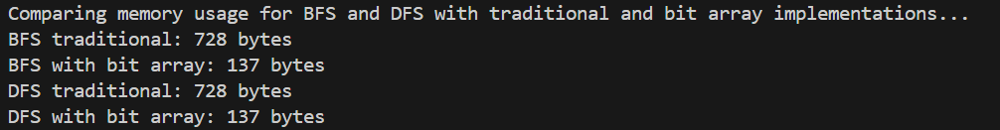 Comparing memory usage for BFS and DFS with traditional and bit array implementations...
BFS traditional: 728 bytes
BFS with bit array: 137 bytes
DFS traditional: 728 bytes
DFS with bit array: 137 bytes